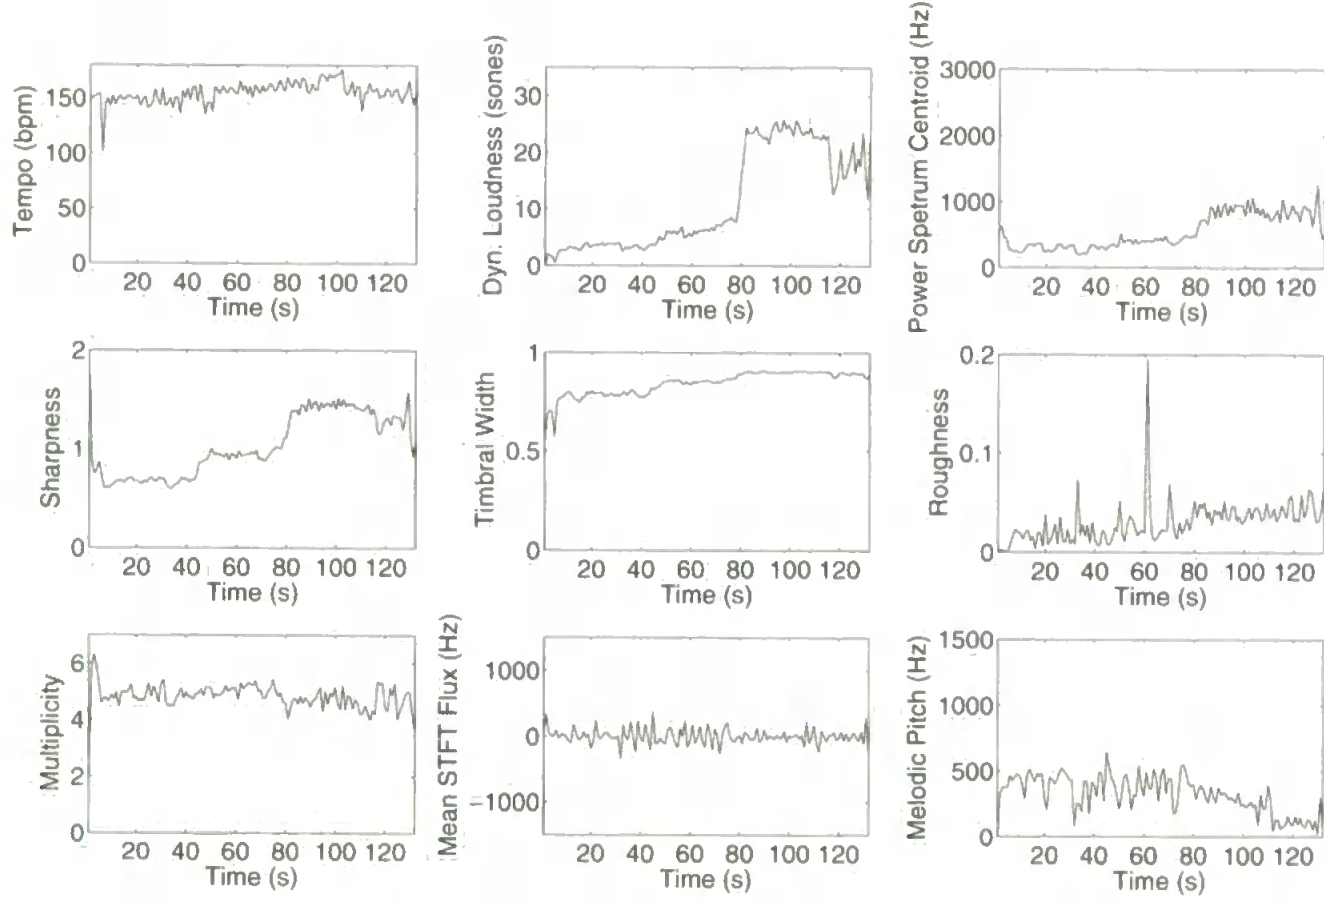 Tempo (bpm)
150
100
50
0
20 40 60 80 100 120
Time (s)
Dyn. Loudness (sones)
30
20
10
0
20 40 60 80 100 120
Time (s)
Power Spetrum Centroid (Hz)
3000
2000
1000
0
20 40 60 80 100 120
Time (s)
Sharpness
2
1
0
20 40 60 80 100 120
Time (s)
Timbral Width
1
0.5
0
20 40 60 80 100 120
Time (s)
Roughness
0.2
0.1
0
20 40 60 80 100 120
Time (s)
Multiplicity
6
4
2
0
20 40 60 80 100 120
Time (s)
Mean STFT Flux (Hz)
1000
0
−1000
20 40 60 80 100 120
Time (s)
Melodic Pitch (Hz)
1500
1000
500
0
20 40 60 80 100 120
Time (s)